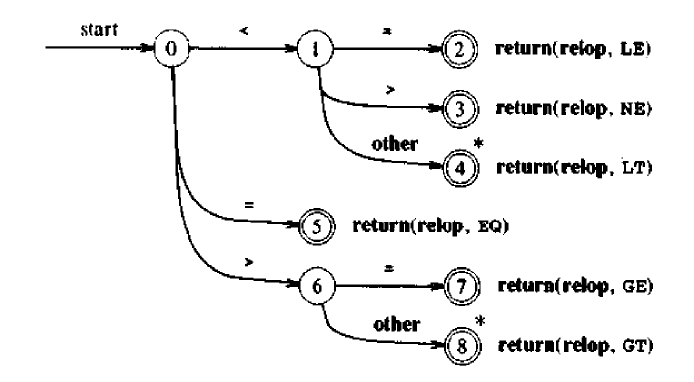 start
0 < 1 = 2 return(relop, LE)
> 3 return(relop, NE)
other 4 * return(relop, LT)
= 5 return(relop, EQ)
> 6 = 7 return(relop, GE)
other 8 * return(relop, GT)